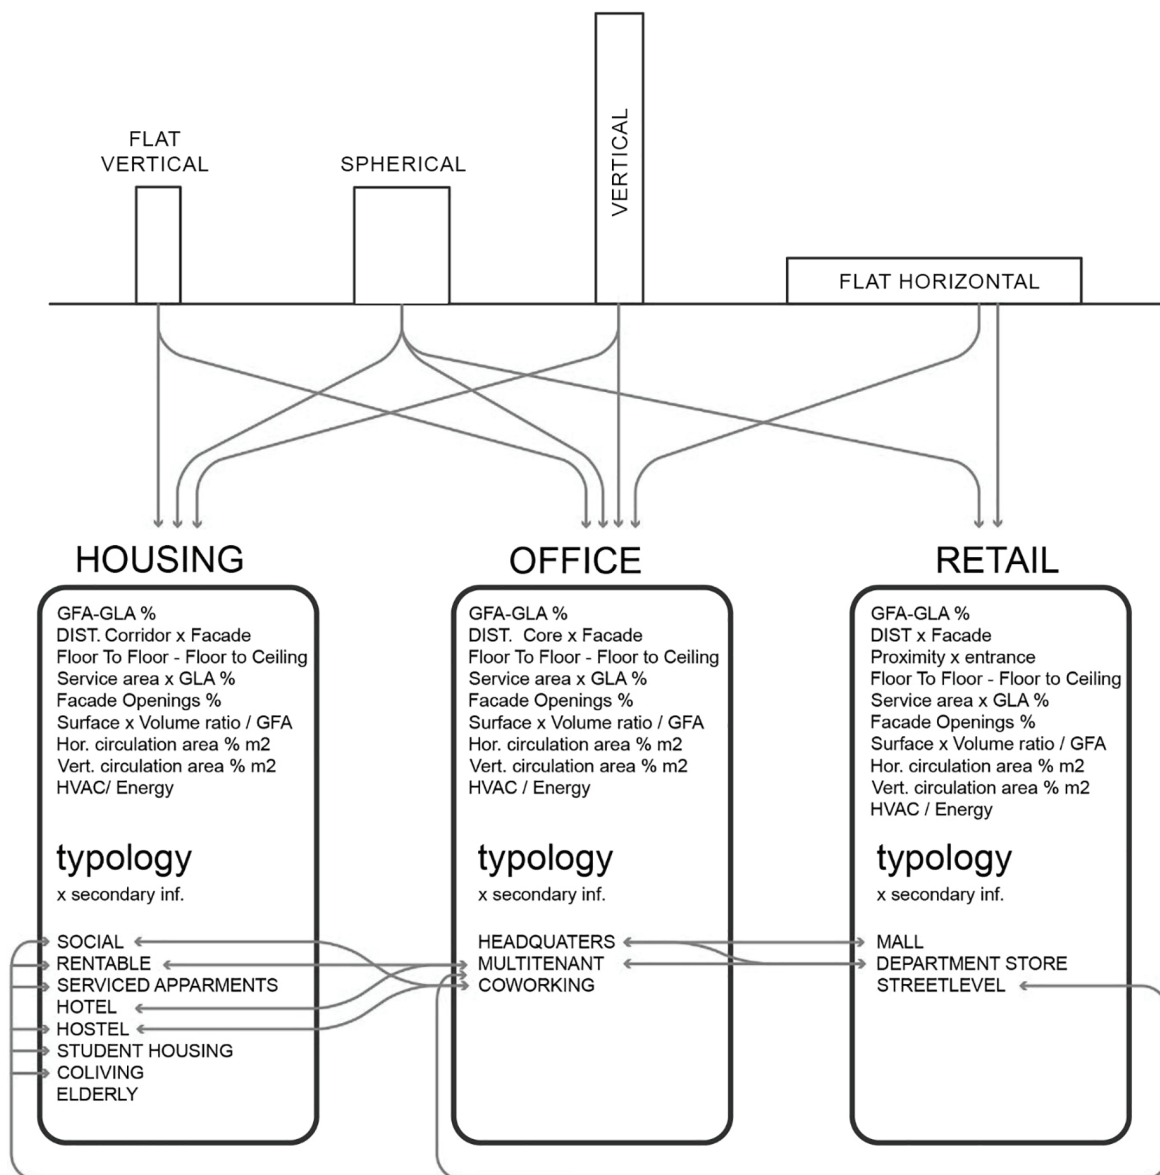 FLAT
VERTICAL
SPHERICAL
VERTICAL
FLAT HORIZONTAL
HOUSING
GFA-GLA %
DIST. Corridor x Facade
Floor To Floor - Floor to Ceiling
Service area x GLA %
Facade Openings %
Surface x Volume ratio / GFA
Hor. circulation area % m2
Vert. circulation area % m2
HVAC/ Energy
typology
x secondary inf.
SOCIAL
RENTABLE
SERVICED APPARMENTS
HOTEL
HOSTEL
STUDENT HOUSING
COLIVING
ELDERLY
OFFICE
GFA-GLA %
DIST. Core x Facade
Floor To Floor - Floor to Ceiling
Service area x GLA %
Facade Openings %
Surface x Volume ratio / GFA
Hor. circulation area % m2
Vert. circulation area % m2
HVAC / Energy
typology
x secondary inf.
HEADQUATERS
MULTITENANT
COWORKING
RETAIL
GFA-GLA %
DIST x Facade
Proximity x entrance
Floor To Floor - Floor to Ceiling
Service area x GLA %
Facade Openings %
Surface x Volume ratio / GFA
Hor. circulation area % m2
Vert. circulation area % m2
HVAC / Energy
typology
x secondary inf.
MALL
DEPARTMENT STORE
STREETLEVEL